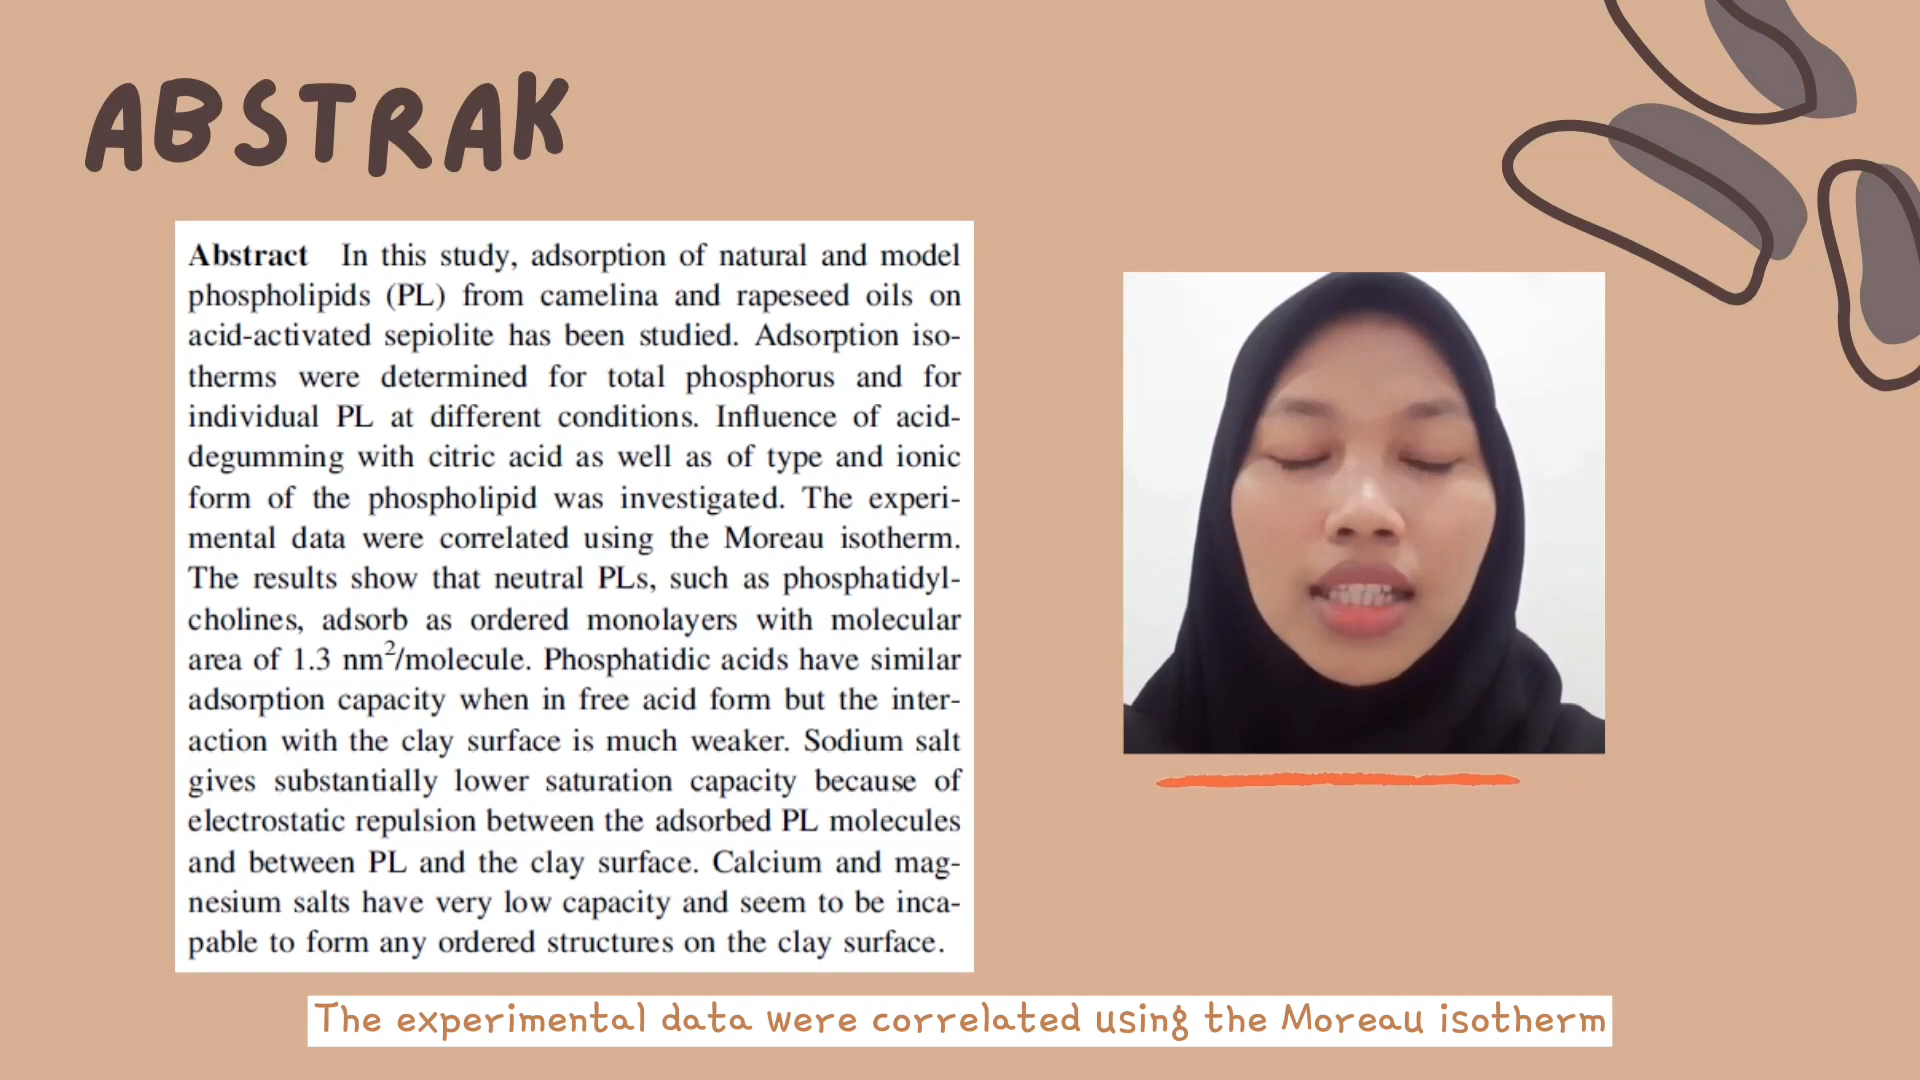 ABSTRAK
Abstract In this study, adsorption of natural and model
phospholipids (PL) from camelina and rapeseed oils on
acid-activated sepiolite has been studied. Adsorption iso-
therms were determined for total phosphorus and for
individual PL at different conditions. Influence of acid-
degumming with citric acid as well as of type and ionic
form of the phospholipid was investigated. The experi-
mental data were correlated using the Moreau isotherm.
The results show that neutral PLs, such as phosphatidyl-
cholines, adsorb as ordered monolayers with molecular
area of 1.3 nm²/molecule. Phosphatidic acids have similar
adsorption capacity when in free acid form but the inter-
action with the clay surface is much weaker. Sodium salt
gives substantially lower saturation capacity because of
electrostatic repulsion between the adsorbed PL molecules
and between PL and the clay surface. Calcium and mag-
nesium salts have very low capacity and seem to be inca-
pable to form any ordered structures on the clay surface.
The experimental data were correlated using the Moreau isotherm